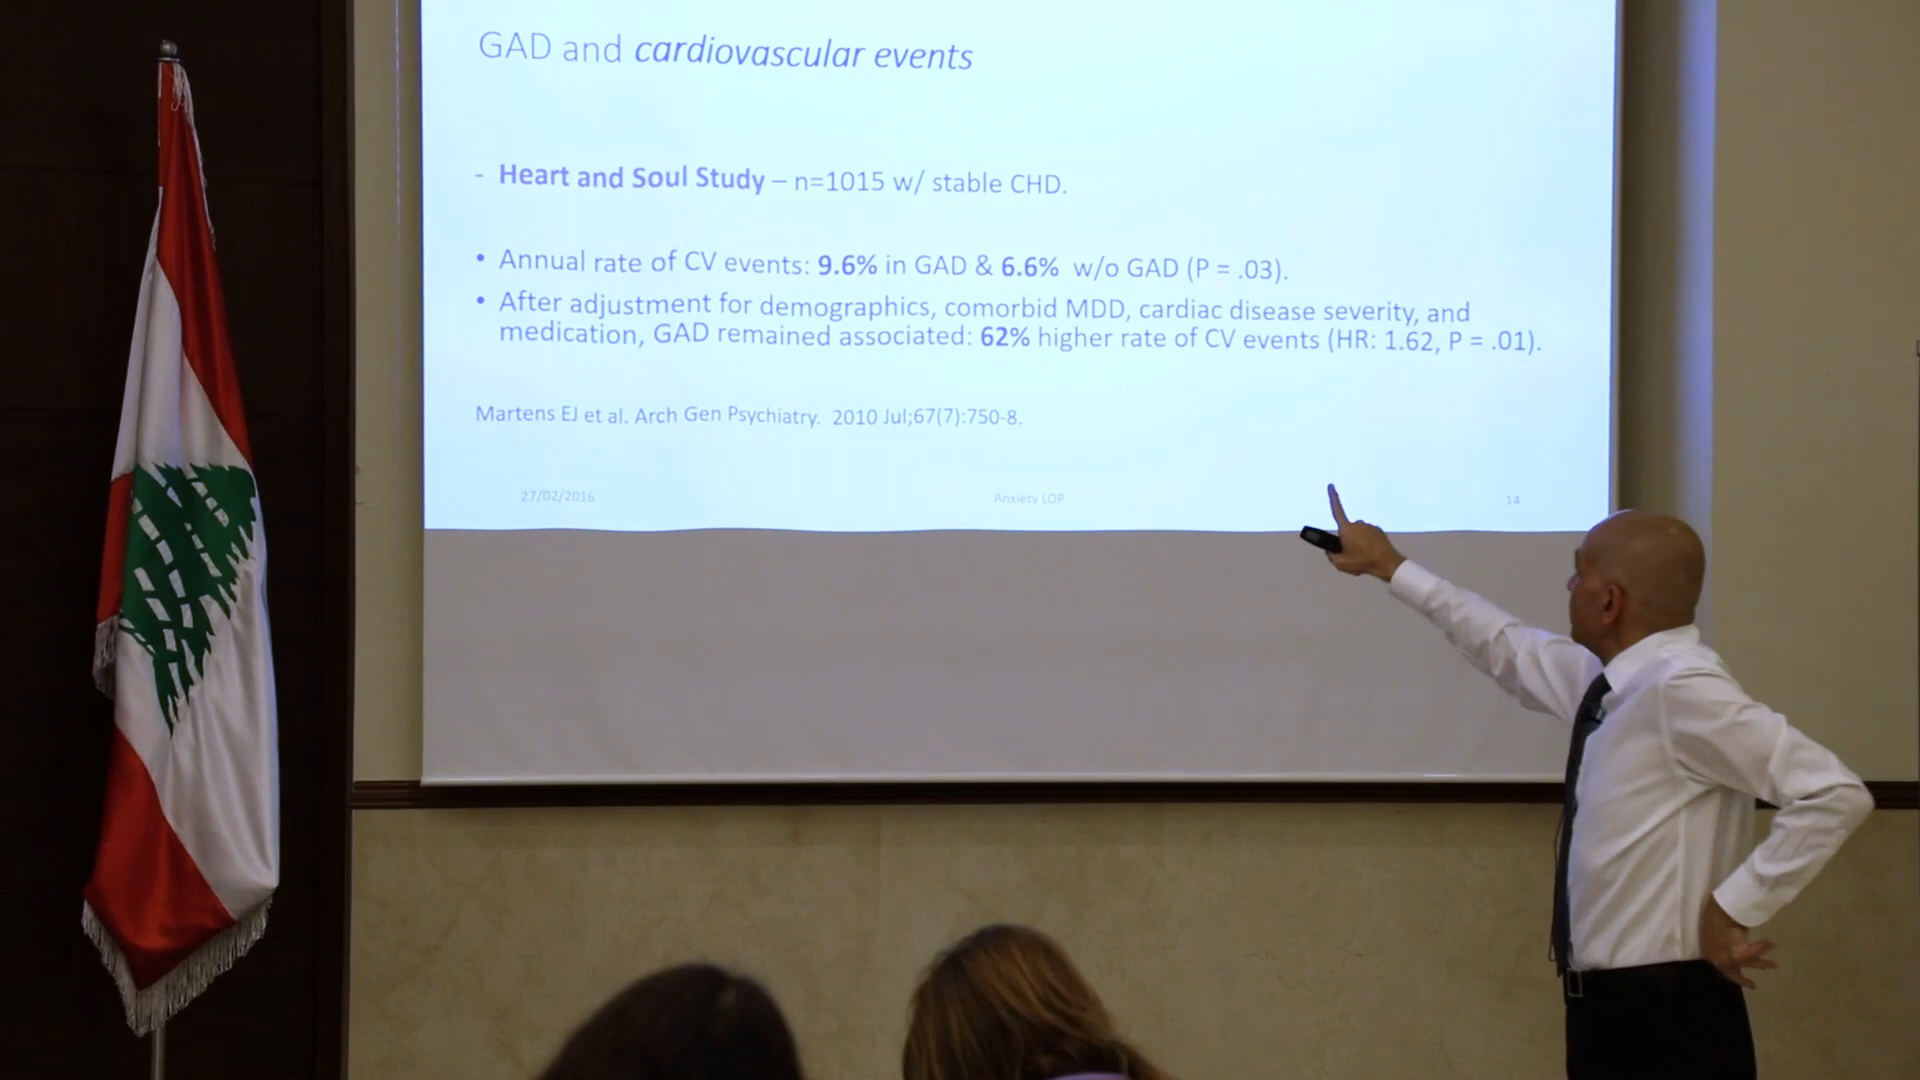 GAD and cardiovascular events
- Heart and Soul Study – n=1015 w/ stable CHD.
• Annual rate of CV events: 9.6% in GAD & 6.6% w/o GAD (P = .03).
• After adjustment for demographics, comorbid MDD, cardiac disease severity, and
medication, GAD remained associated: 62% higher rate of CV events (HR: 1.62, P = .01).
Martens EJ et al. Arch Gen Psychiatry. 2010 Jul;67(7):750-8.
27/02/2016 Anxiety LOP 14